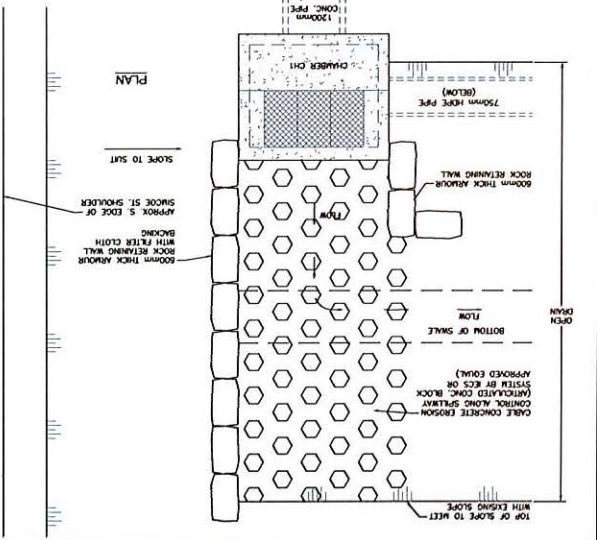 TOP OF SLOPE TO MEET
WITH EXISING SLOPE
CABLE CONCRETE EROSION
CONTROL ALONG SPILLWAY
(ARTICULATED CONC. BLOCK
SYSTEM BY IECS OR
APPROVED EQUAL)
BOTTOM OF SWALE
FLOW
OPEN
DRAIN
600mm THICK ARMOUR
ROCK RETAINING WALL
WITH FILTER CLOTH
BACKING
APPROX. S. EDGE OF
SIMCOE ST. SHOULDER
FLOW
600mm THICK ARMOUR
ROCK RETAINING WALL
SLOPE TO SUIT
750mm HDPE PIPE
(BELOW)
PLAN
CHAMBER CH1
1200mm
CONC. PIPE